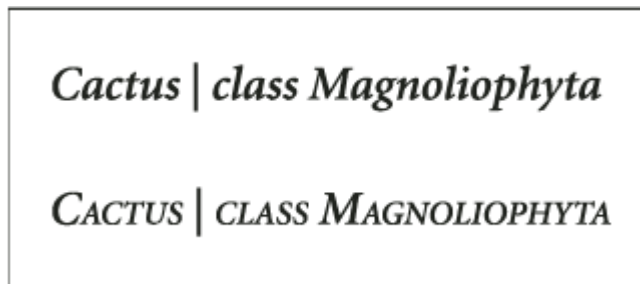 Cactus | class Magnoliophyta
CACTUS | CLASS MAGNOLIOPHYTA